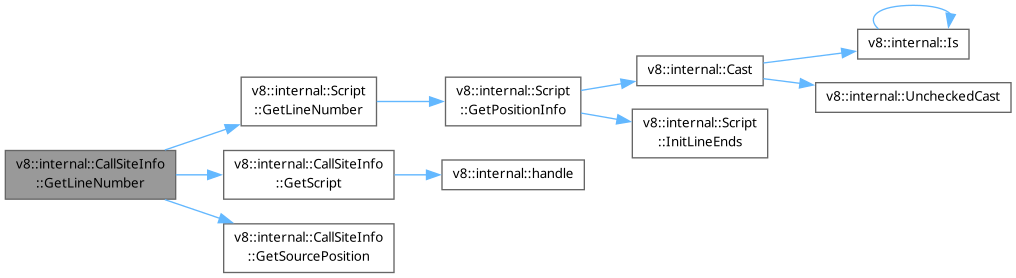 v8::internal::CallSiteInfo
::GetLineNumber
v8::internal::Script
::GetLineNumber
v8::internal::Script
::GetPositionInfo
v8::internal::Cast
v8::internal::Is
v8::internal::UncheckedCast
v8::internal::Script
::InitLineEnds
v8::internal::CallSiteInfo
::GetScript
v8::internal::handle
v8::internal::CallSiteInfo
::GetSourcePosition